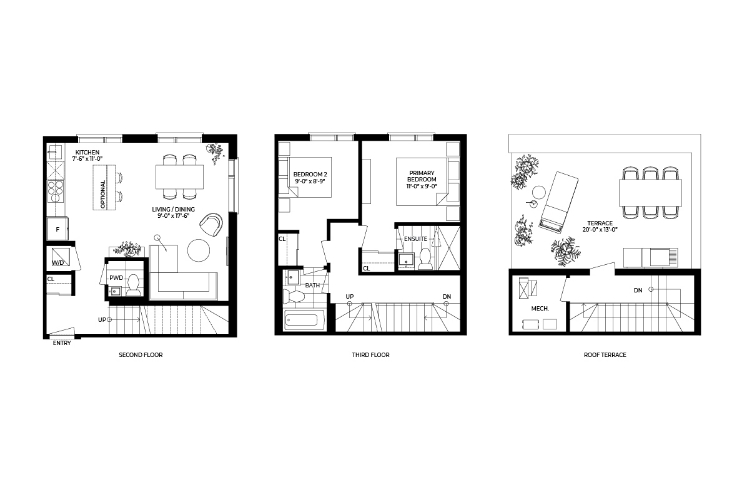 KITCHEN
7'-6" x 11'-0"
OPTIONAL
LIVING / DINING
9'-0" x 17'-6"
F
W/D
CL
PWD
UP
ENTRY
SECOND FLOOR
BEDROOM 2
9'-0" x 8'-9"
PRIMARY
BEDROOM
11'-0" x 9'-0"
CL
ENSUITE
CL
BATH
UP
DN
THIRD FLOOR
TERRACE
20'-0" x 13'-0"
DN
MECH.
ROOF TERRACE